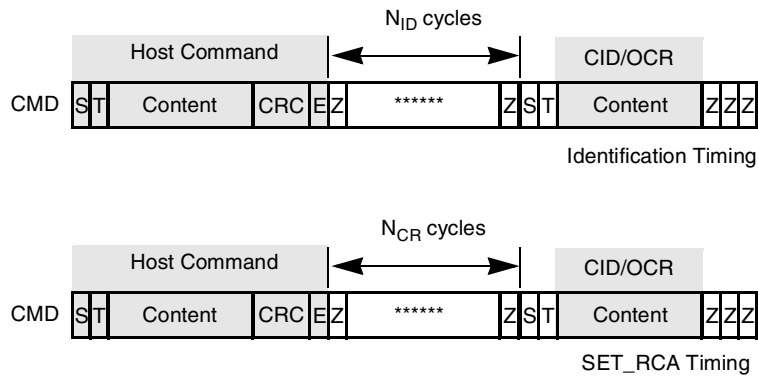 N_ID cycles
Host Command CID/OCR
CMD S T Content CRC E Z ****** Z S T Content Z Z Z
Identification Timing
N_CR cycles
Host Command CID/OCR
CMD S T Content CRC E Z ****** Z S T Content Z Z Z
SET_RCA Timing